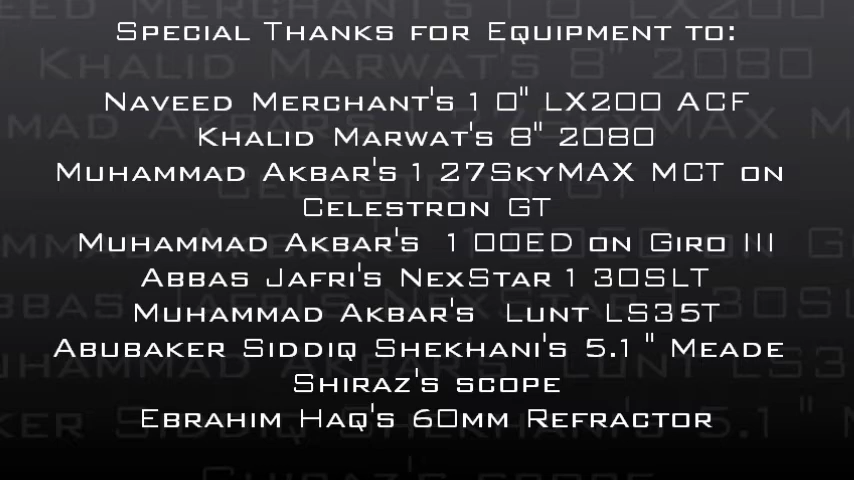 Special Thanks for Equipment to:
Naveed Merchant's 10" LX200 ACF
Khalid Marwat's 8" 2080
Muhammad Akbar's 127SkyMAX MCT on
Celestron GT
Muhammad Akbar's 100ED on Giro III
Abbas Jafri's NexStar 130SLT
Muhammad Akbar's Lunt LS35T
Abubaker Siddiq Shekhani's 5.1" Meade
Shiraz's scope
Ebrahim Haq's 60mm Refractor